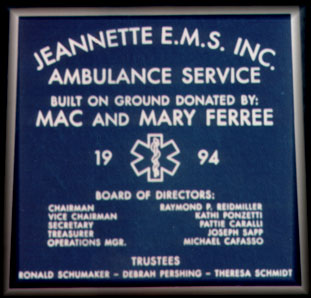 JEANNETTE E.M.S. INC.
AMBULANCE SERVICE
BUILT ON GROUND DONATED BY:
MAC AND MARY FERREE
19 94
BOARD OF DIRECTORS:
CHAIRMAN RAYMOND P. REIDMILLER
VICE CHAIRMAN KATHI PONZETTI
SECRETARY PATTIE CARALLI
TREASURER JOSEPH SAPP
OPERATIONS MGR. MICHAEL CAFASSO
TRUSTEES
RONALD SCHUMAKER – DEBRAH PERSHING – THERESA SCHMIDT